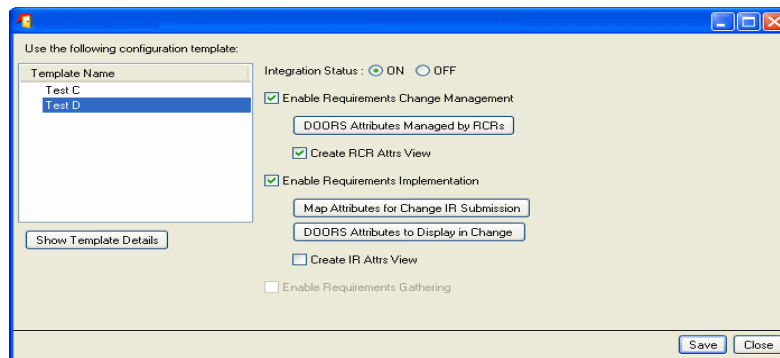 Use the following configuration template:
Template Name
Test C
Test D
Show Template Details
Integration Status : ON OFF
Enable Requirements Change Management
DOORS Attributes Managed by RCRs
Create RCR Attrs View
Enable Requirements Implementation
Map Attributes for Change IR Submission
DOORS Attributes to Display in Change
Create IR Attrs View
Enable Requirements Gathering
Save Close